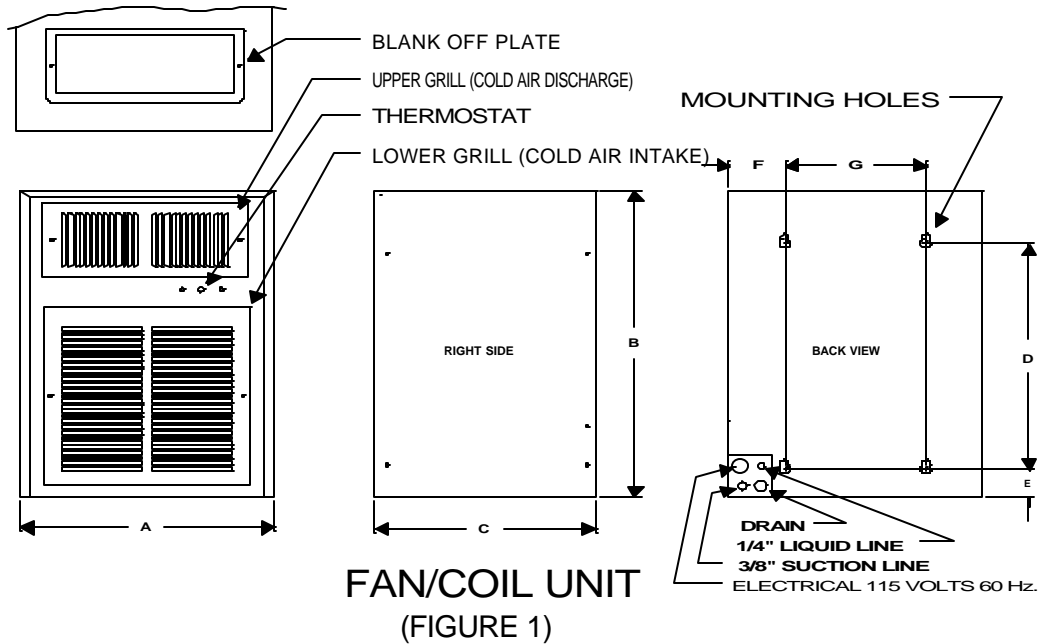 BLANK OFF PLATE
UPPER GRILL (COLD AIR DISCHARGE)
THERMOSTAT
LOWER GRILL (COLD AIR INTAKE)
MOUNTING HOLES
F
G
RIGHT SIDE
B
BACK VIEW
D
E
A
C
DRAIN
1/4" LIQUID LINE
3/8" SUCTION LINE
ELECTRICAL 115 VOLTS 60 Hz.
FAN/COIL UNIT
(FIGURE 1)